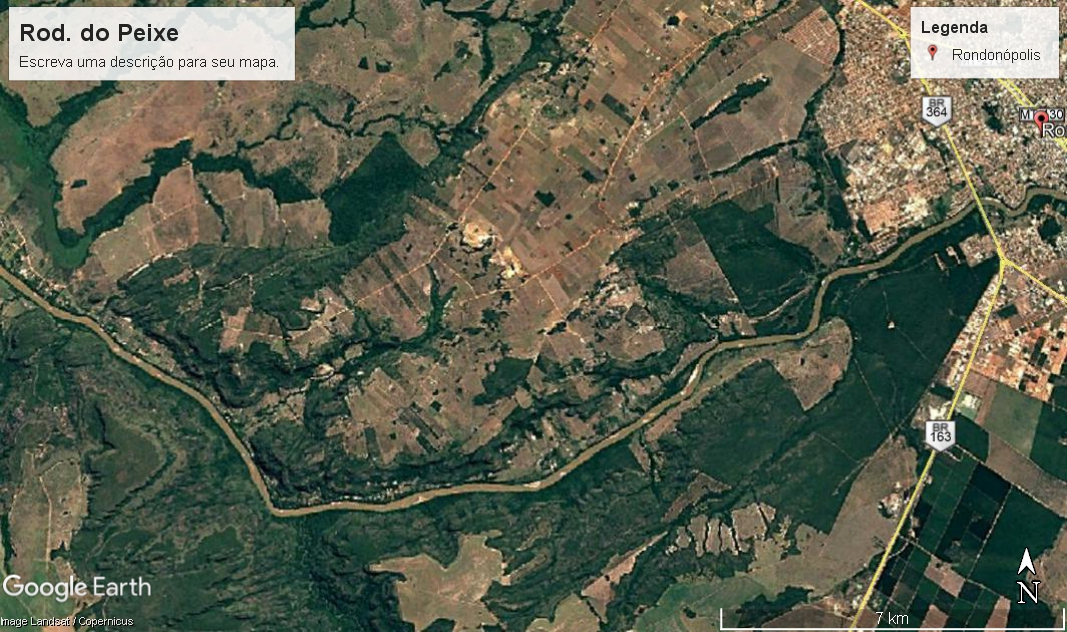 Rod. do Peixe
Escreva uma descrição para seu mapa.
Legenda
Rondonópolis
BR
364
Ro
BR
163
Google Earth
N
7 km
Image Landsat / Copernicus